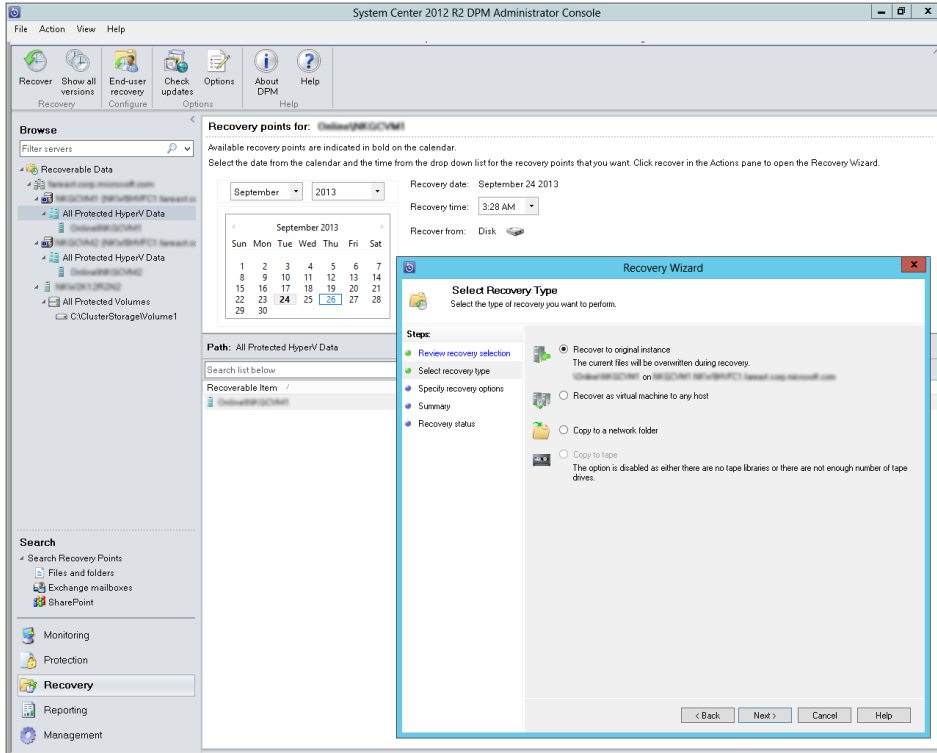 System Center 2012 R2 DPM Administrator Console
File Action View Help
Recover Show all versions End-user recovery Check updates Options About DPM Help
Recovery Configure Options Help
Browse
Filter servers
Recoverable Data
All Protected HyperV Data
All Protected HyperV Data
All Protected Volumes
C:\ClusterStorage\Volume1
Search
Search Recovery Points
Files and folders
Exchange mailboxes
SharePoint
Monitoring
Protection
Recovery
Reporting
Management
Recovery points for:
Available recovery points are indicated in bold on the calendar.
Select the date from the calendar and the time from the drop down list for the recovery points that you want. Click recover in the Actions pane to open the Recovery Wizard.
September 2013
September 2013
Sun Mon Tue Wed Thu Fri Sat
1 2 3 4 5 6 7
8 9 10 11 12 13 14
15 16 17 18 19 20 21
22 23 24 25 26 27 28
29 30
Recovery date: September 24 2013
Recovery time: 3:28 AM
Recover from: Disk
Path: All Protected HyperV Data
Search list below
Recoverable Item
Recovery Wizard
Select Recovery Type
Select the type of recovery you want to perform.
Steps:
Review recovery selection
Select recovery type
Specify recovery options
Summary
Recovery status
Recover to original instance
The current files will be overwritten during recovery.
on
Recover as virtual machine to any host
Copy to a network folder
Copy to tape
The option is disabled as either there are no tape libraries or there are not enough number of tape
drives.
< Back Next > Cancel Help